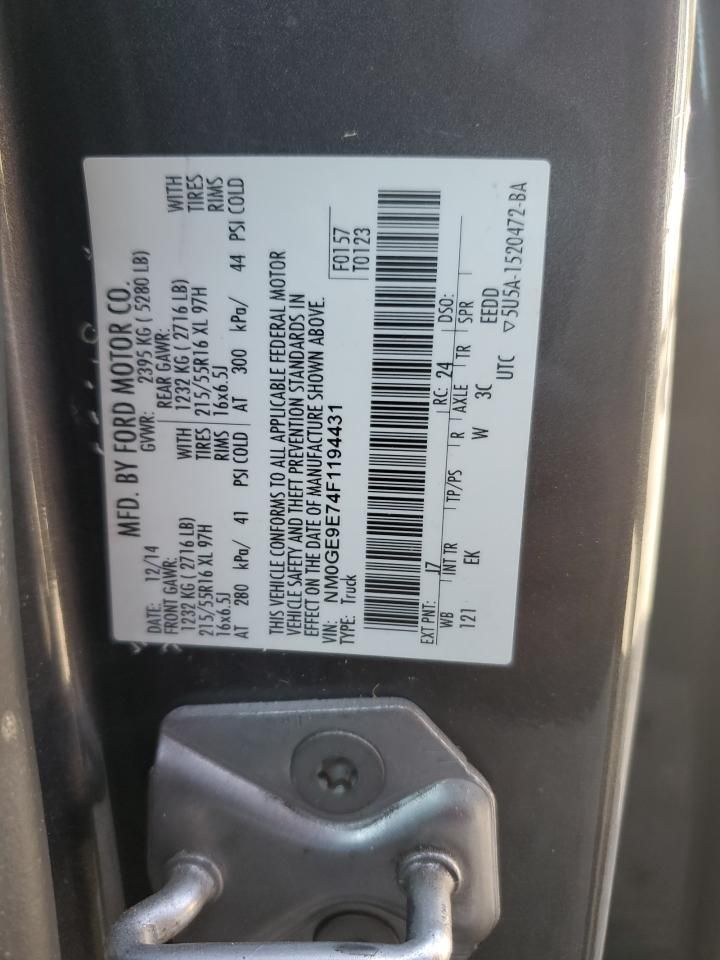 MFD. BY FORD MOTOR CO.
DATE: 12/14 GVWR: 2395 KG ( 5280 LB)
FRONT GAWR: REAR GAWR:
1232 KG ( 2716 LB) WITH 1232 KG ( 2716 LB) WITH
215/55R16 XL 97H TIRES 215/55R16 XL 97H TIRES
16x6.5J RIMS 16x6.5J RIMS
AT 280 kPa/ 41 PSI COLD AT 300 kPa/ 44 PSI COLD
THIS VEHICLE CONFORMS TO ALL APPLICABLE FEDERAL MOTOR
VEHICLE SAFETY AND THEFT PREVENTION STANDARDS IN
EFFECT ON THE DATE OF MANUFACTURE SHOWN ABOVE.
VIN: NM0GE9E74F1194431 F0157
TYPE: Truck T0123
EXT PNT: J7 RC: 24 DSO:
WB INT TR TP/PS R AXLE TR SPR
121 EK W 3C EEDD
UTC ▽5U5A-1520472-BA